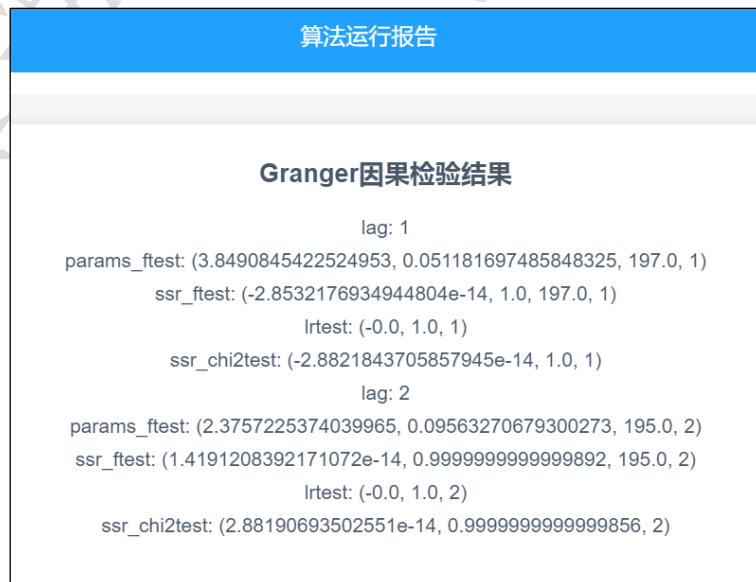 算法运行报告
Granger因果检验结果
lag: 1
params_ftest: (3.8490845422524953, 0.051181697485848325, 197.0, 1)
ssr_ftest: (-2.8532176934944804e-14, 1.0, 197.0, 1)
lrtest: (-0.0, 1.0, 1)
ssr_chi2test: (-2.8821843705857945e-14, 1.0, 1)
lag: 2
params_ftest: (2.3757225374039965, 0.09563270679300273, 195.0, 2)
ssr_ftest: (1.4191208392171072e-14, 0.9999999999999892, 195.0, 2)
lrtest: (-0.0, 1.0, 2)
ssr_chi2test: (2.88190693502551e-14, 0.9999999999999856, 2)